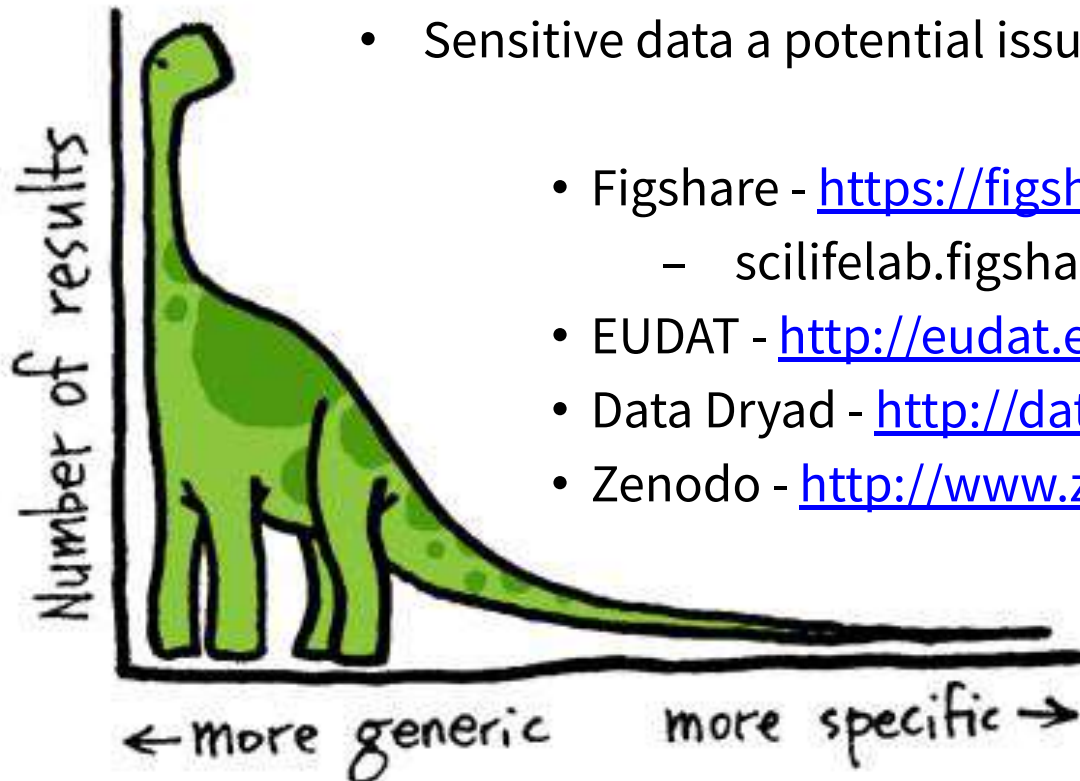 • Sensitive data a potential issu
• Figshare - https://figsh
– scilifelab.figsha
• EUDAT - http://eudat.e
• Data Dryad - http://dat
• Zenodo - http://www.z
Number of results
←more generic more specific→